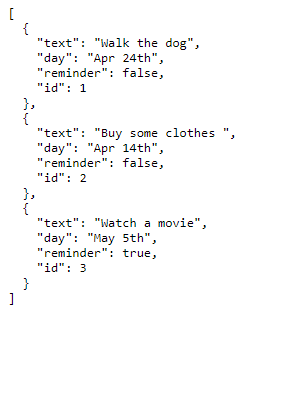 [
  {
    "text": "Walk the dog",
    "day": "Apr 24th",
    "reminder": false,
    "id": 1
  },
  {
    "text": "Buy some clothes ",
    "day": "Apr 14th",
    "reminder": false,
    "id": 2
  },
  {
    "text": "Watch a movie",
    "day": "May 5th",
    "reminder": true,
    "id": 3
  }
]